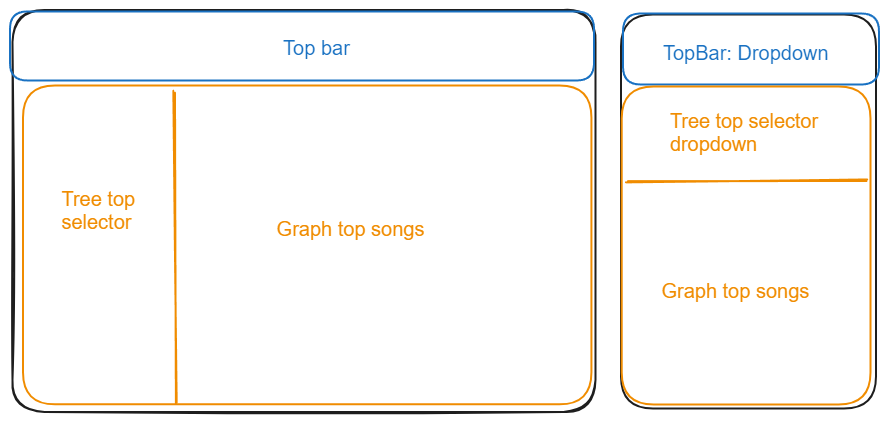 Top bar
Tree top
selector
Graph top songs
TopBar: Dropdown
Tree top selector
dropdown
Graph top songs